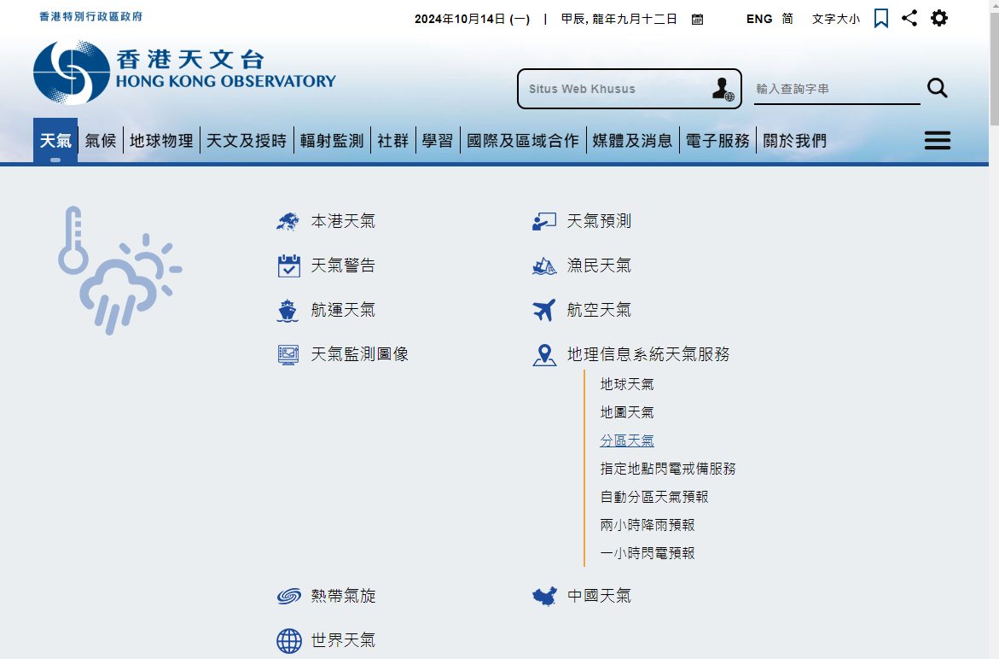 香港特別行政區政府
2024年10月14日 (一) | 甲辰, 龍年九月十二日
ENG 简 文字大小
香港天文台
HONG KONG OBSERVATORY
Situs Web Khusus
輸入查詢字串
天氣 氣候 地球物理 天文及授時 輻射監測 社群 學習 國際及區域合作 媒體及消息 電子服務 關於我們
本港天氣
天氣預測
天氣警告
漁民天氣
航運天氣
航空天氣
天氣監測圖像
地理信息系統天氣服務
地球天氣
地圖天氣
分區天氣
指定地點閃電戒備服務
自動分區天氣預報
兩小時降雨預報
一小時閃電預報
熱帶氣旋
中國天氣
世界天氣